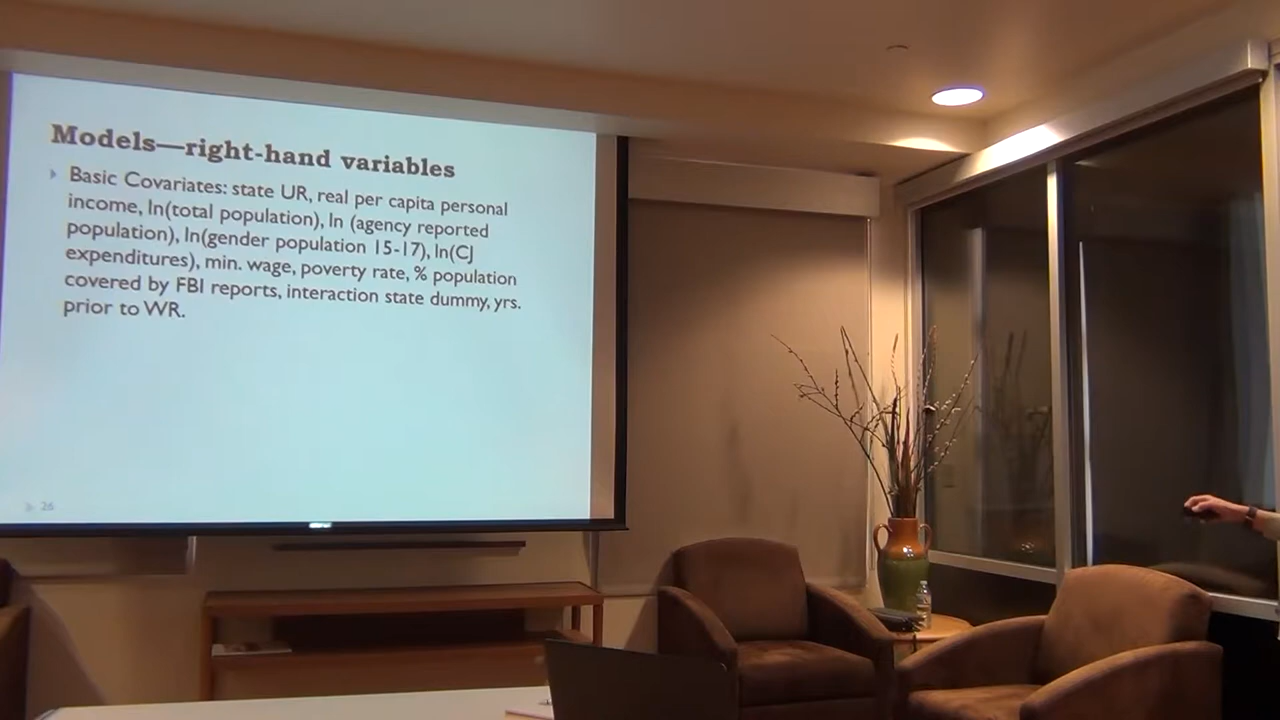 Models—right-hand variables
Basic Covariates: state UR, real per capita personal
income, ln(total population), ln (agency reported
population), ln(gender population 15-17), ln(CJ
expenditures), min. wage, poverty rate, % population
covered by FBI reports, interaction state dummy, yrs.
prior to WR.
26